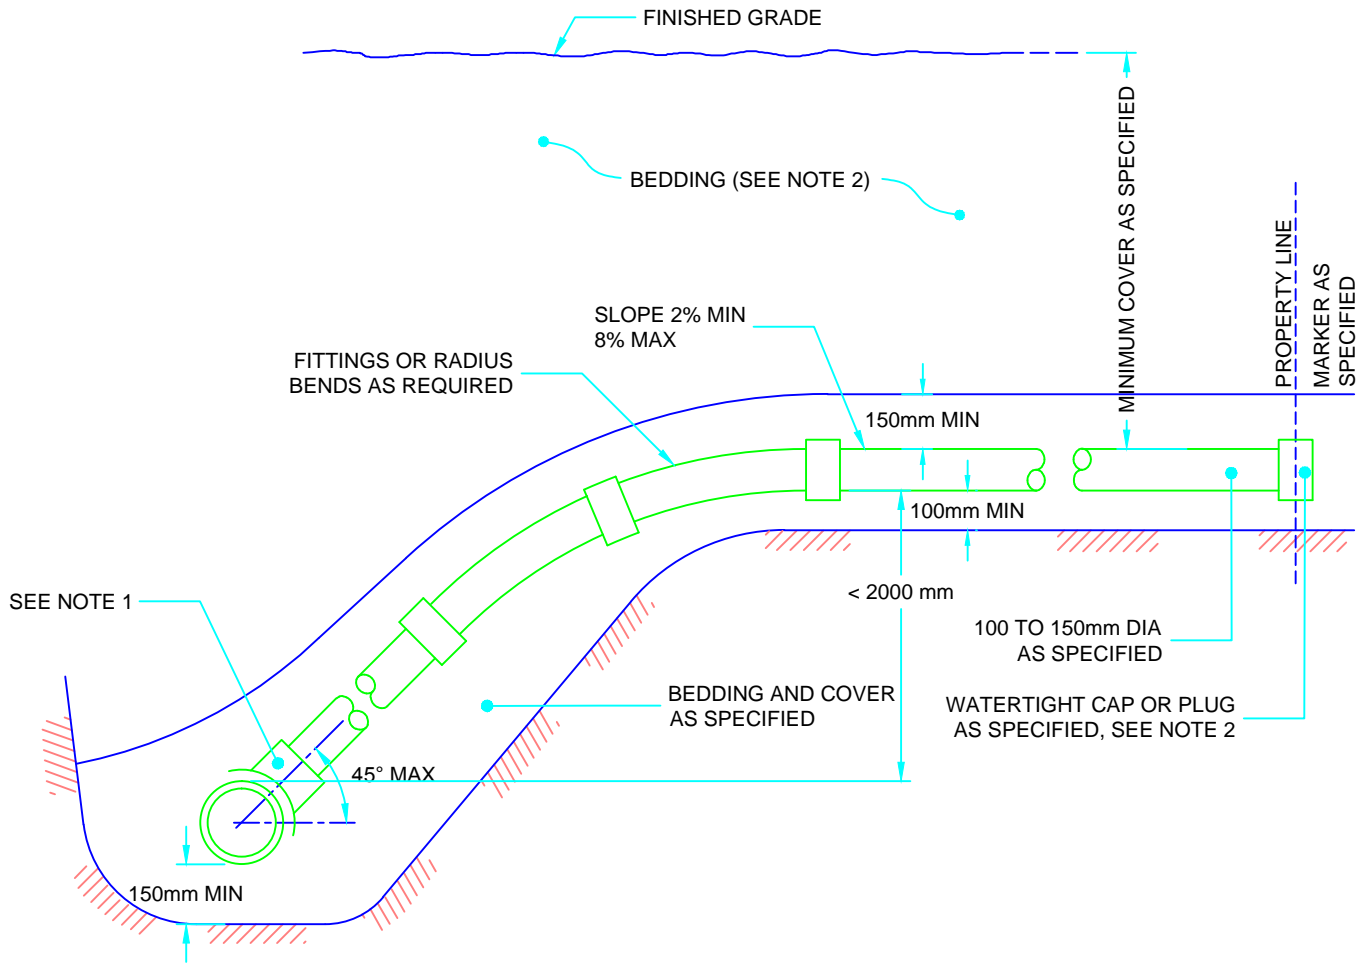 FINISHED GRADE
MINIMUM COVER AS SPECIFIED
BEDDING (SEE NOTE 2)
PROPERTY LINE
MARKER AS
SPECIFIED
SLOPE 2% MIN
8% MAX
FITTINGS OR RADIUS
BENDS AS REQUIRED
150mm MIN
100mm MIN
SEE NOTE 1
< 2000 mm
100 TO 150mm DIA
AS SPECIFIED
BEDDING AND COVER
AS SPECIFIED
WATERTIGHT CAP OR PLUG
AS SPECIFIED, SEE NOTE 2
45° MAX
150mm MIN